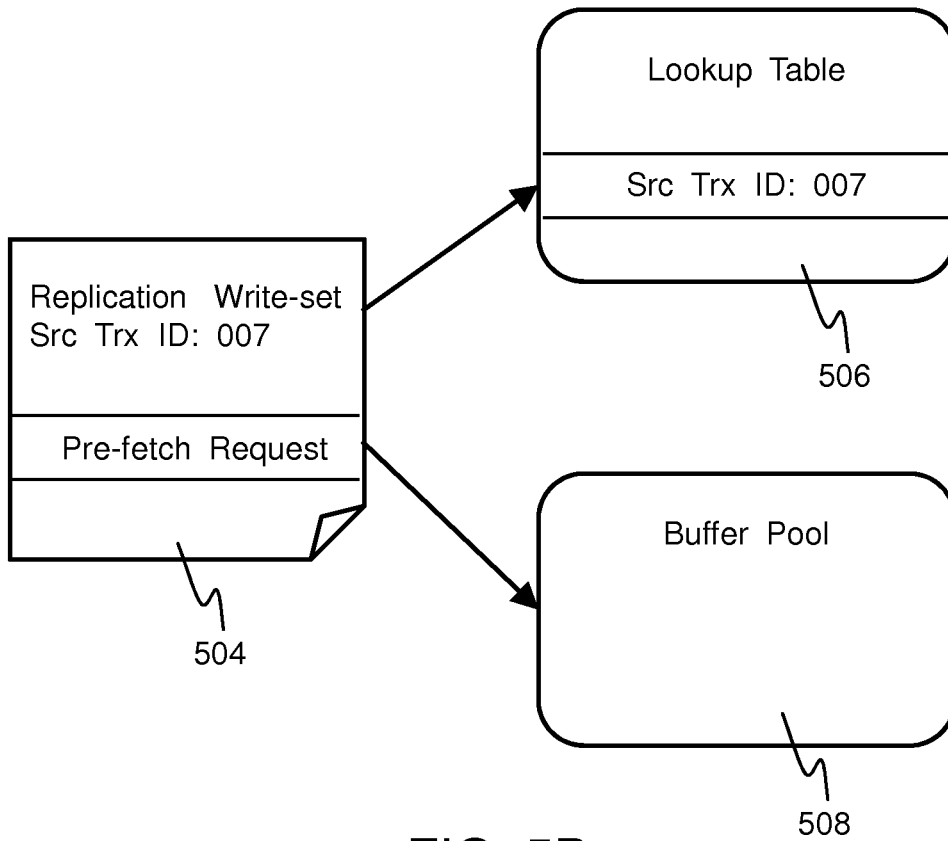 Lookup Table
Src Trx ID: 007
506
Replication Write-set
Src Trx ID: 007
Pre-fetch Request
504
Buffer Pool
508